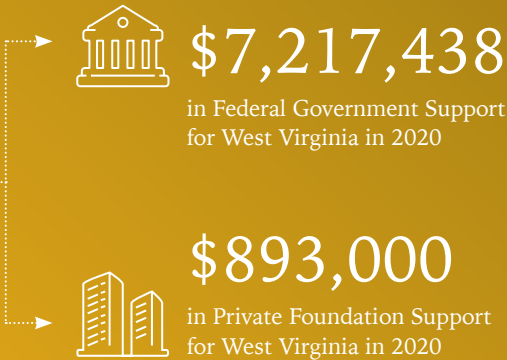 $7,217,438
in Federal Government Support
for West Virginia in 2020
$893,000
in Private Foundation Support
for West Virginia in 2020